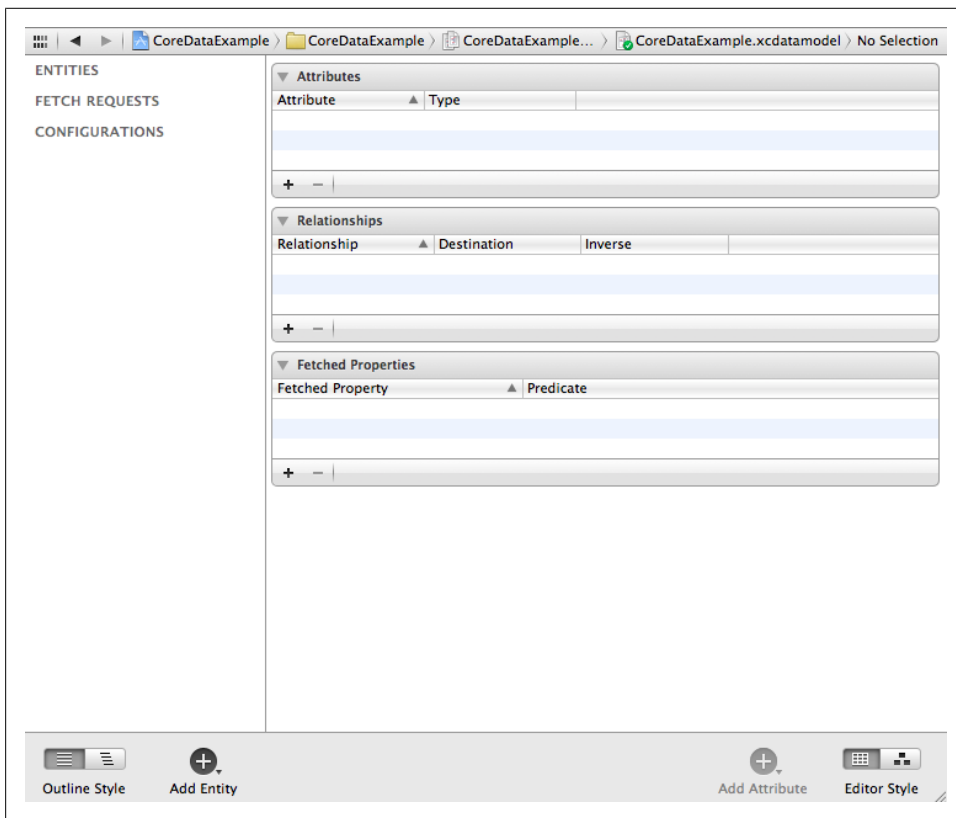 CoreDataExample CoreDataExample CoreDataExample... CoreDataExample.xcdatamodel No Selection
ENTITIES
FETCH REQUESTS
CONFIGURATIONS
Attributes
Attribute Type
Relationships
Relationship Destination Inverse
Fetched Properties
Fetched Property Predicate
Outline Style Add Entity Add Attribute Editor Style